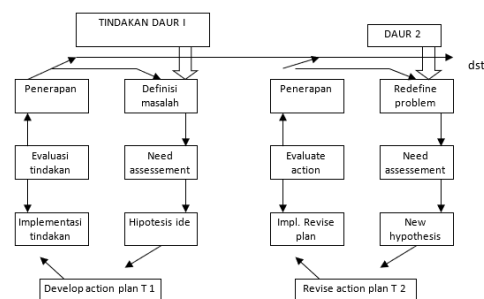 TINDAKAN DAUR I
DAUR 2
dst
Penerapan
Definisi
masalah
Penerapan
Redefine
problem
Evaluasi
tindakan
Need
assessement
Evaluate
action
Need
assessement
Implementasi
tindakan
Hipotesis ide
Impl. Revise
plan
New
hypothesis
Develop action plan T 1
Revise action plan T 2